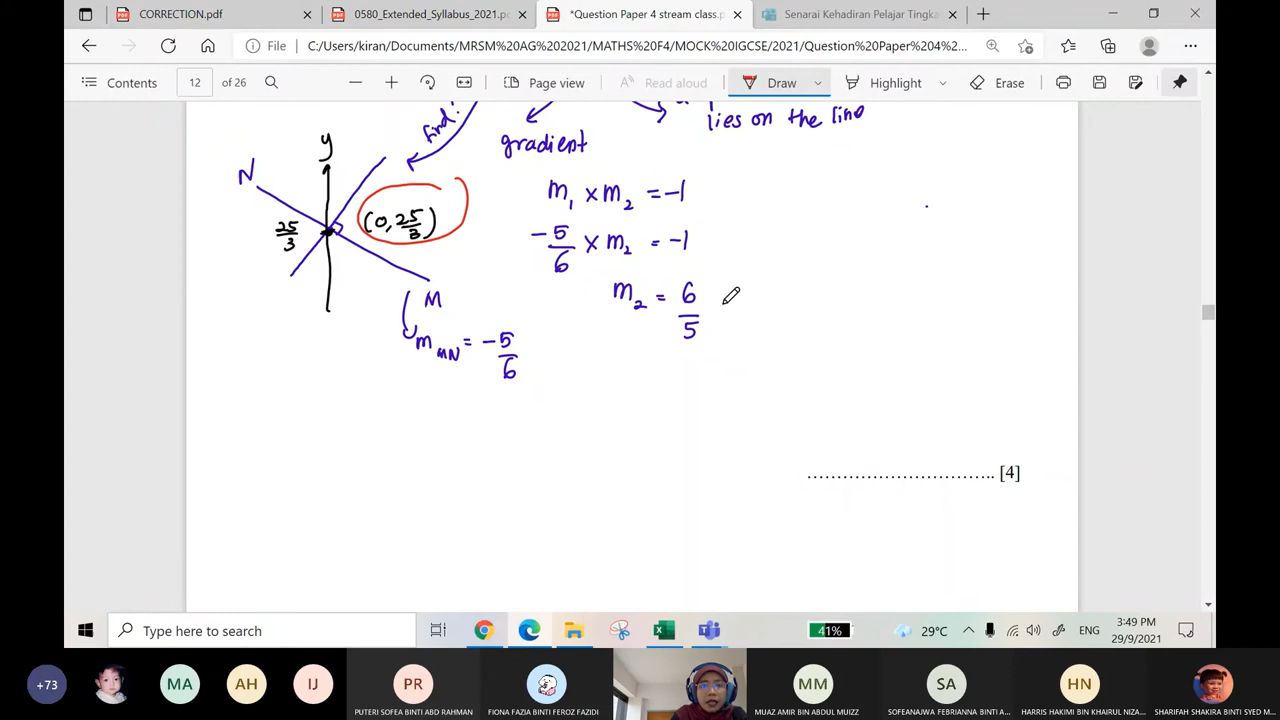 CORRECTION.pdf
0580_Extended_Syllabus_2021.p
*Question Paper 4 stream class.p
Senarai Kehadiran Pelajar Tingka
File
C:/Users/kiran/Documents/MRSM%20AG%202021/MATHS%20F4/MOCK%20IGCSE/2021/Question%20Paper%204%2...
Contents
12
of 26
Page view
Read aloud
Draw
Highlight
Erase
find?
lies on the line
gradient
y
N
25/3
(0, 25/3)
M
m MN = -5/6
m₁ × m₂ = -1
-5/6 × m₂ = -1
m₂ = 6/5
………………………….. [4]
Type here to search
41%
29°C
ENG
3:49 PM
29/9/2021
+73
MA
AH
IJ
PR
PUTERI SOFEA BINTI ABD RAHMAN
FIONA FAZIA BINTI FEROZ FAZIDI
MM
MUAZ AMIR BIN ABDUL MUIZZ
SA
SOFEANAJWA FEBRIANNA BINTI A...
HN
HARRIS HAKIMI BIN KHAIRUL NIZA...
SHARIFAH SHAKIRA BINTI SYED M...